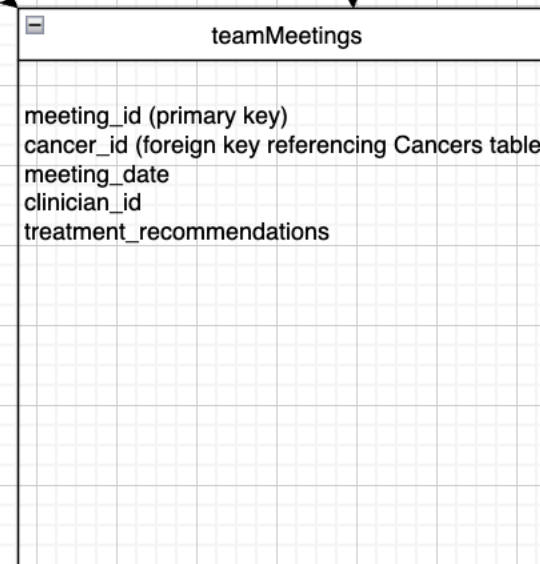 teamMeetings
meeting_id (primary key)
cancer_id (foreign key referencing Cancers table
meeting_date
clinician_id
treatment_recommendations